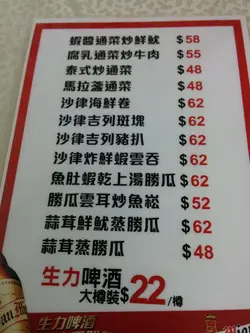 蝦醬通菜炒鮮魷 $58
腐乳通菜炒牛肉 $55
泰式炒通菜 $48
馬拉盞通菜 $48
沙律海鮮卷 $62
沙律吉列斑塊 $62
沙律吉列豬扒 $62
沙律炸鮮蝦雲吞 $62
魚肚蝦乾上湯勝瓜 $62
勝瓜雲耳炒魚崧 $52
蒜茸鮮魷蒸勝瓜 $62
蒜茸蒸勝瓜 $48
生力啤酒
大樽裝$22/樽
生力啤酒